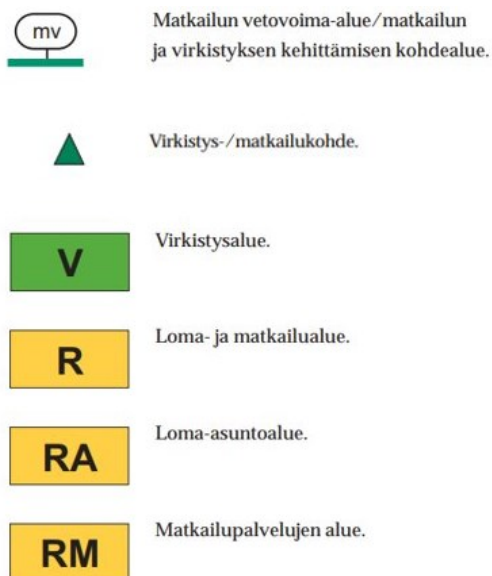 mv
Matkailun vetovoima-alue/matkailun
ja virkistyksen kehittämisen kohdealue.
Virkistys-/matkailukohde.
V
Virkistysalue.
R
Loma- ja matkailualue.
RA
Loma-asuntoalue.
RM
Matkailupalvelujen alue.